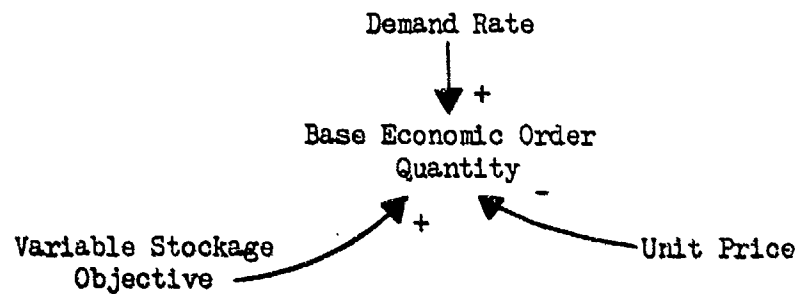 Demand Rate
+
Base Economic Order
Quantity
-
+
Variable Stockage
Objective
Unit Price